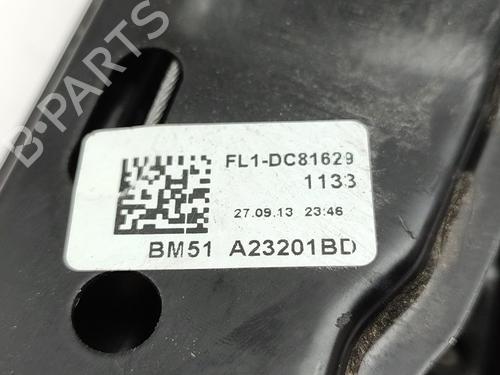 FL1-DC81629
1133
27.09.13 23:46
BM51 A23201BD
B-PARTS